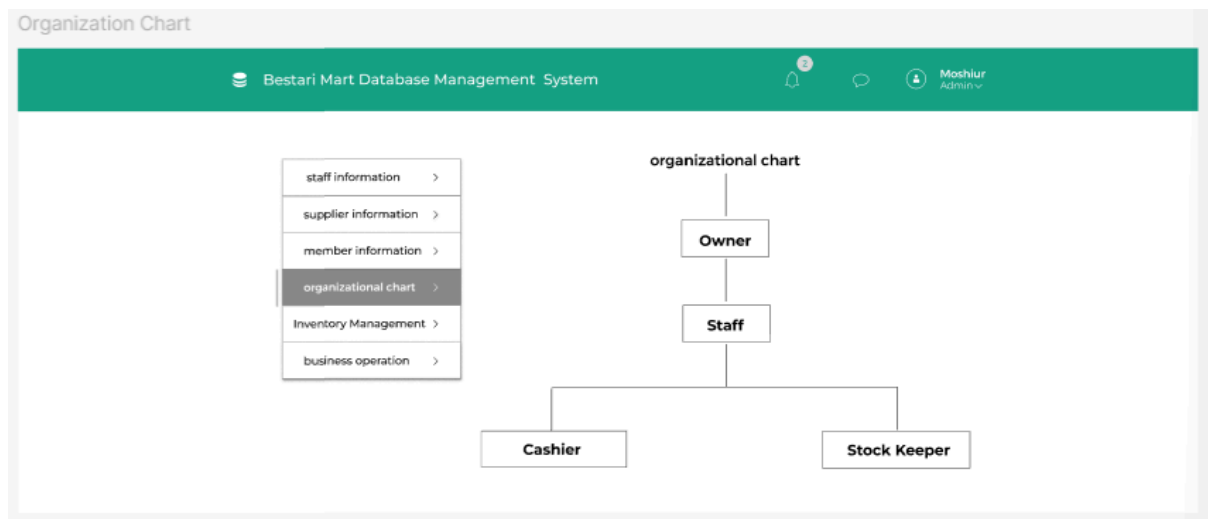 Organization Chart
Bestari Mart Database Management System
2
Moshiur
Admin
staff information
supplier information
member information
organizational chart
Inventory Management
business operation
organizational chart
Owner
Staff
Cashier
Stock Keeper